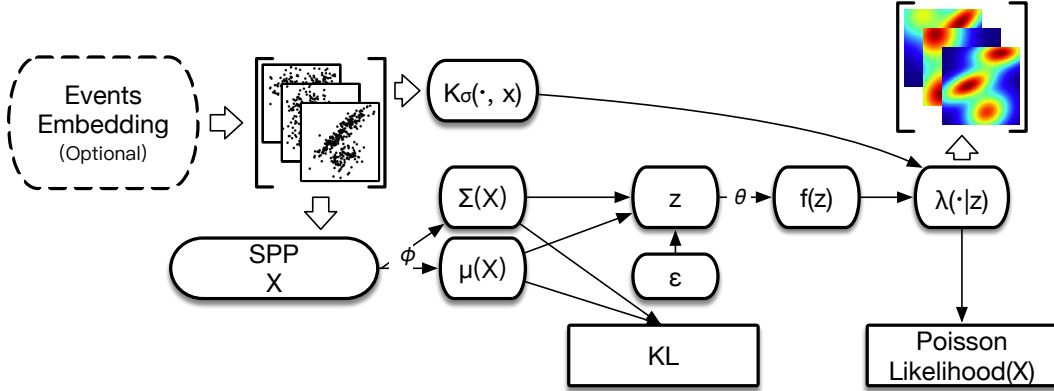 Events
Embedding
(Optional)
Kσ(·, x)
Σ(X)
z
θ
f(z)
λ(·|z)
SPP
X
ϕ
μ(X)
ε
KL
Poisson
Likelihood(X)